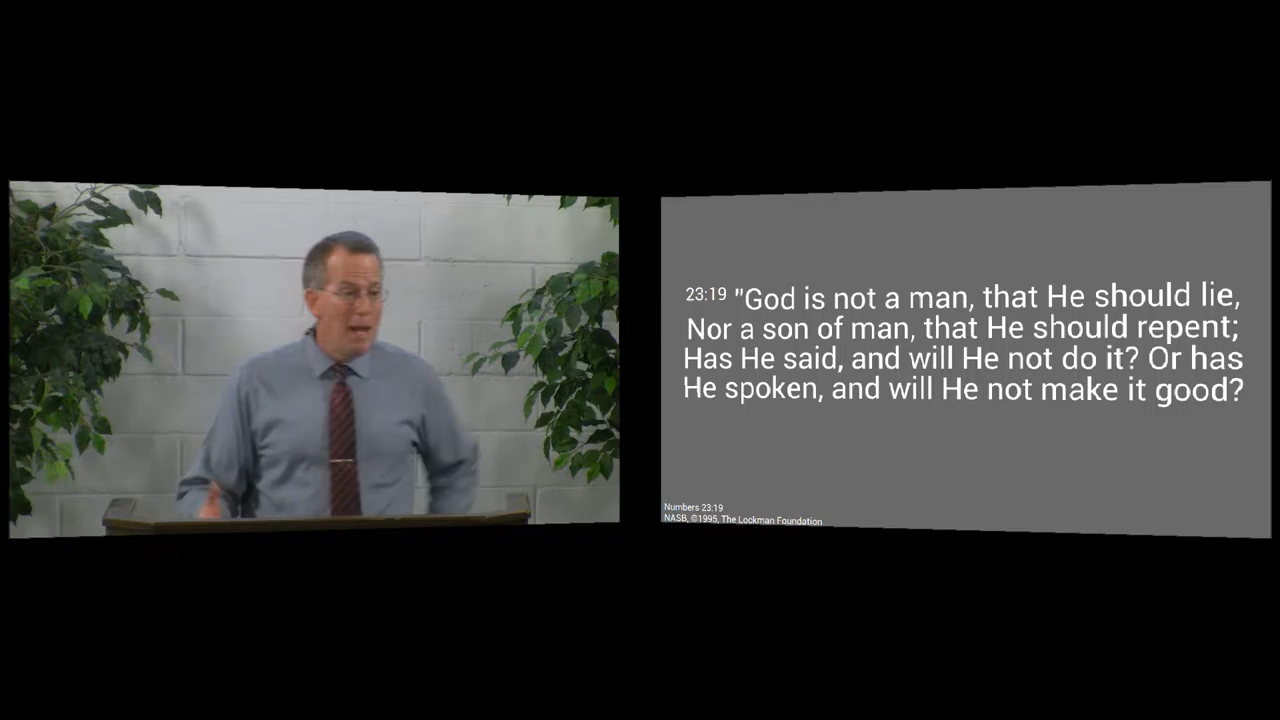 23:19 "God is not a man, that He should lie,
Nor a son of man, that He should repent;
Has He said, and will He not do it? Or has
He spoken, and will He not make it good?
Numbers 23:19
NASB, ©1995, The Lockman Foundation